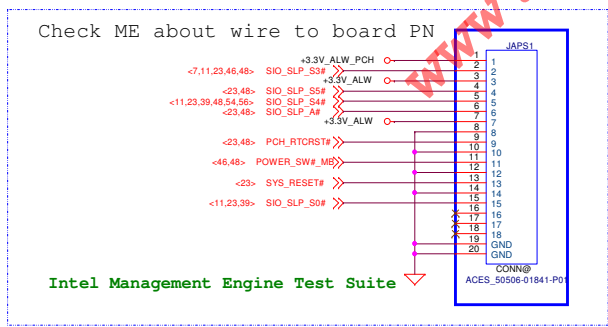 Check ME about wire to board PN
www
JAPS1
+3.3V_ALW_PCH 1 1
<7,11,23,46,48> SIO_SLP_S3# 2 2
+3.3V_ALW 3 3
<23,48> SIO_SLP_S5# 4 4
<11,23,39,48,54,56> SIO_SLP_S4# 5 5
<23,48> SIO_SLP_A# 6 6
+3.3V_ALW 7 7
8 8
<23,48> PCH_RTCRST# 9 9
10 10
<46,48> POWER_SW#_MB 11 11
12 12
<23> SYS_RESET# 13 13
14 14
<11,23,39> SIO_SLP_S0# 15 15
16 16
17 17
18 18
19 GND
20 GND
CONN@
ACES_50506-01841-P01
Intel Management Engine Test Suite